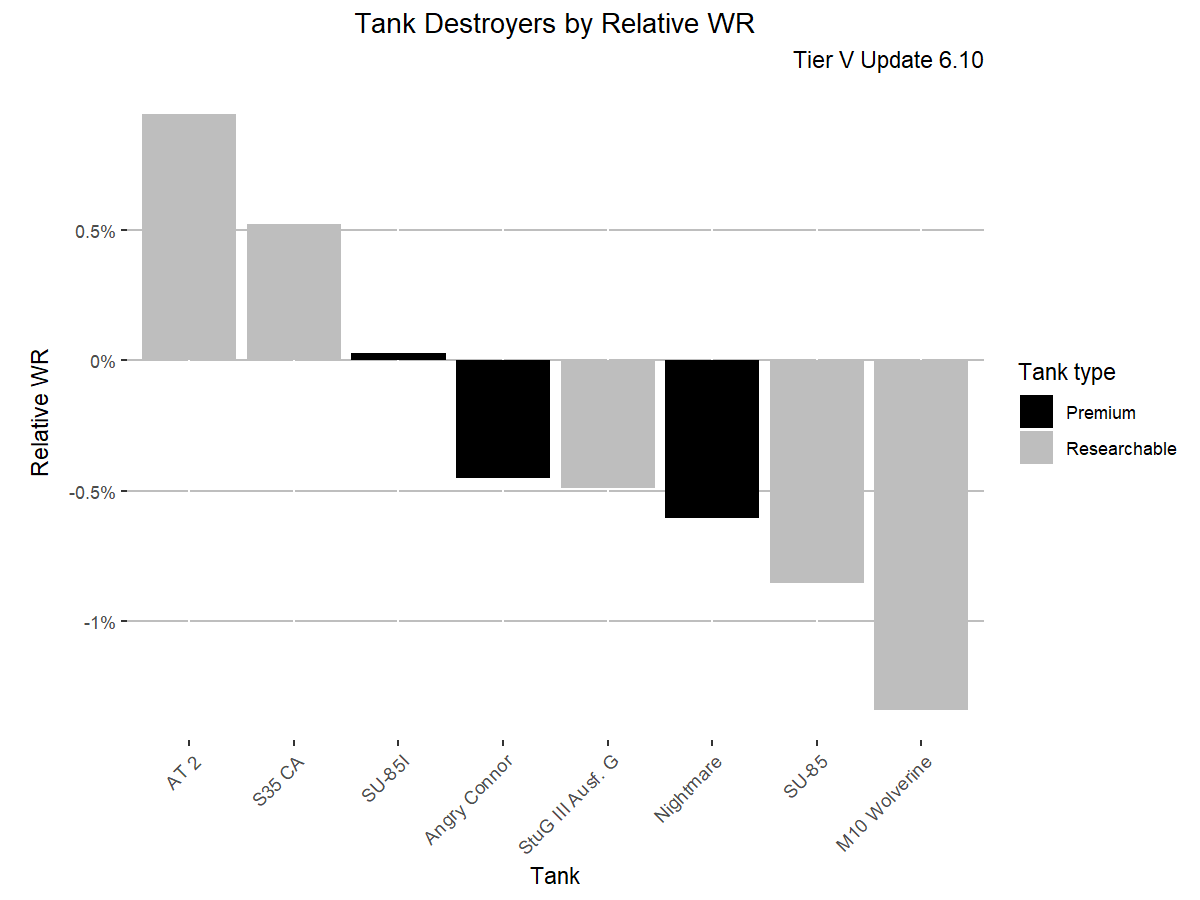 Tank Destroyers by Relative WR
Tier V Update 6.10
0.5%
0%
-0.5%
-1%
Relative WR
AT 2
S35 CA
SU-85I
Angry Connor
StuG III Ausf. G
Nightmare
SU-85
M10 Wolverine
Tank
Tank type
Premium
Researchable